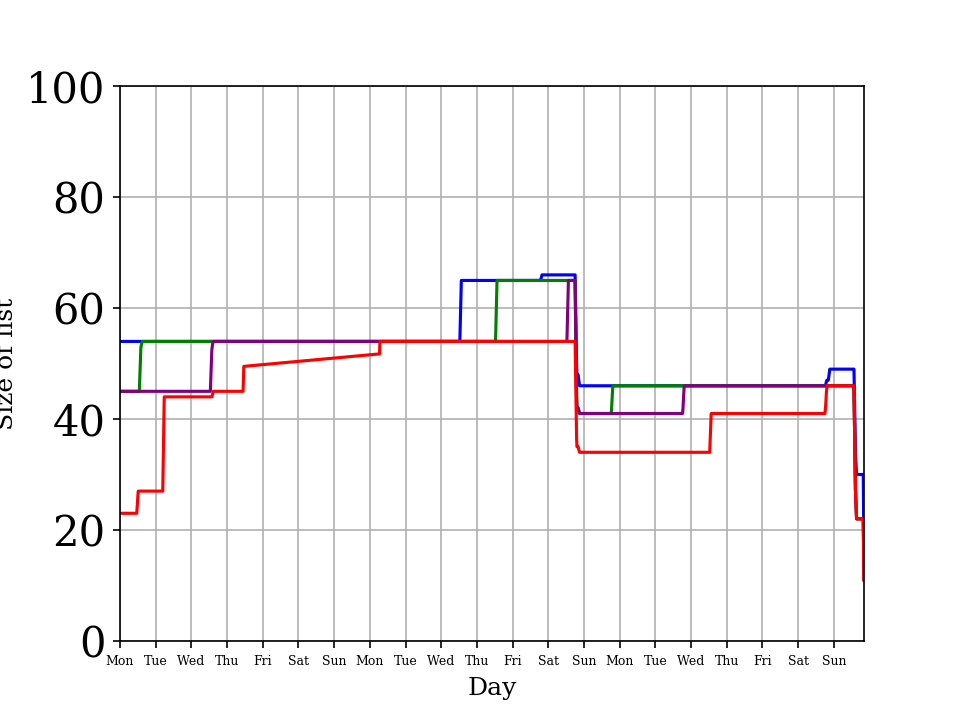 100
80
60
40
20
0
Size of list
Mon Tue Wed Thu Fri Sat Sun Mon Tue Wed Thu Fri Sat Sun Mon Tue Wed Thu Fri Sat Sun
Day